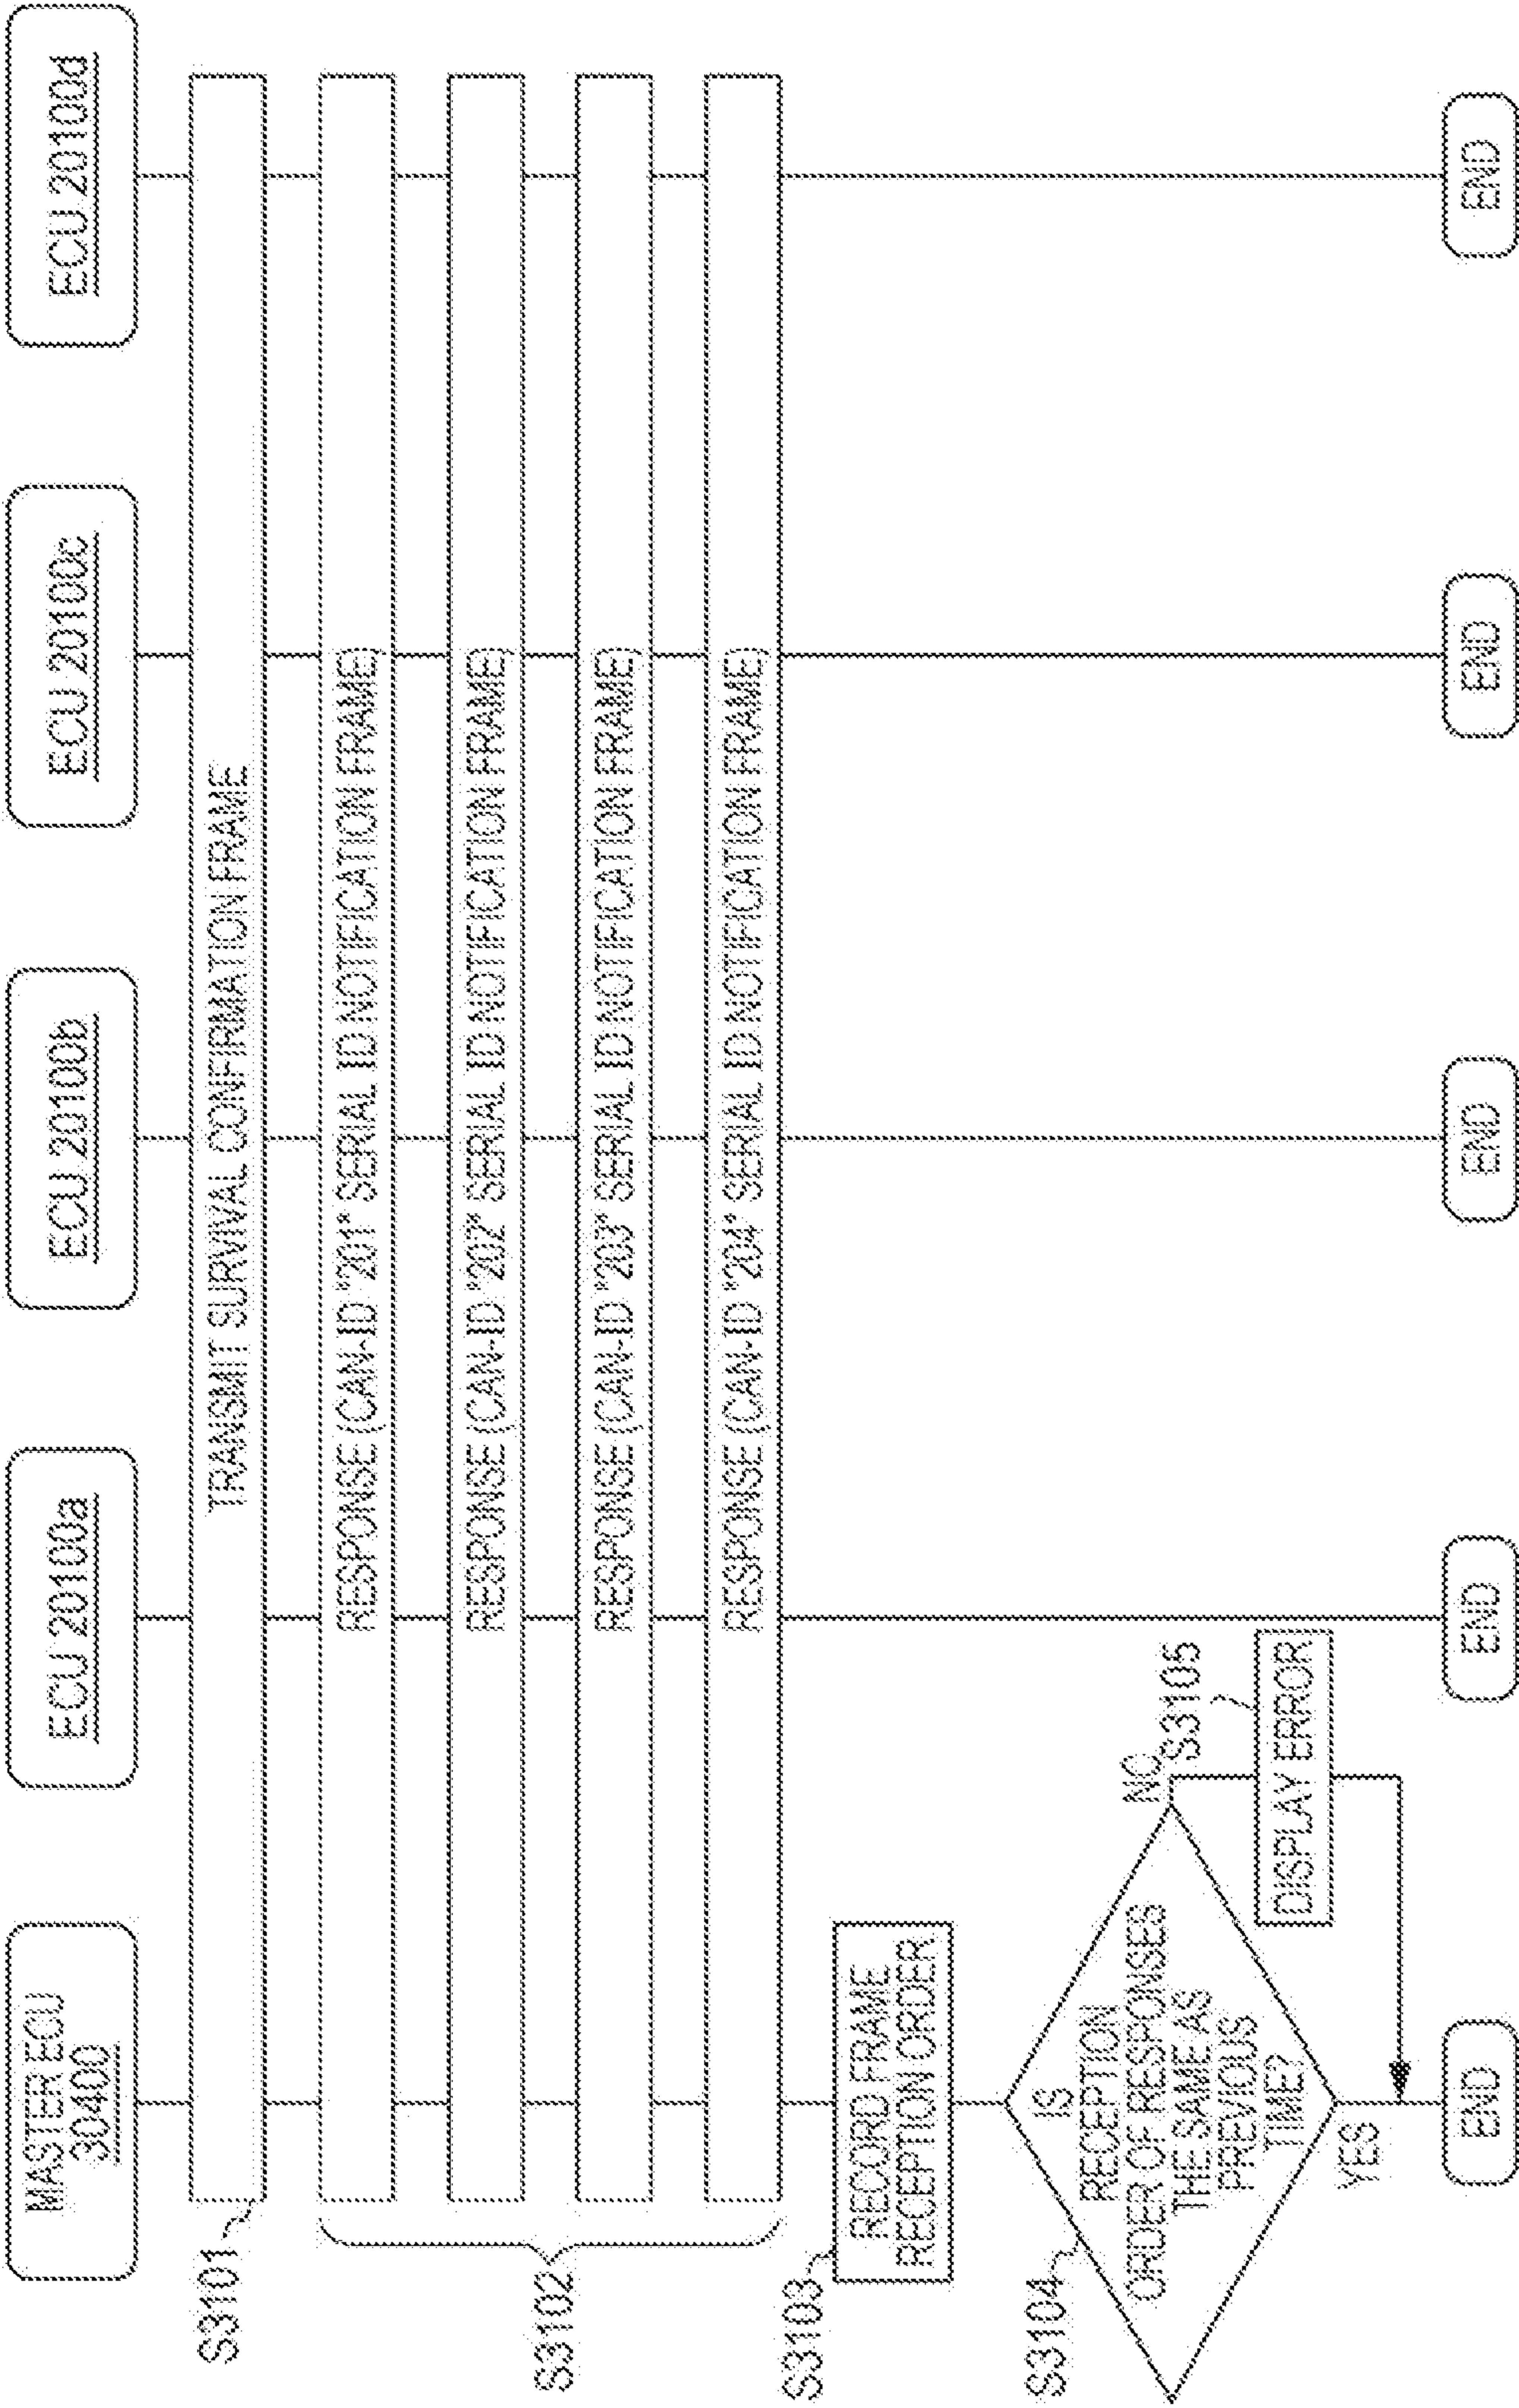 MASTER ECU
30400
ECU 20100a
ECU 20100b
ECU 20100c
ECU 20100d
S3101
TRANSMIT SURVIVAL CONFIRMATION FRAME
S3102
RESPONSE (CAN-ID "201" SERIAL ID NOTIFICATION FRAME)
RESPONSE (CAN-ID "202" SERIAL ID NOTIFICATION FRAME)
RESPONSE (CAN-ID "203" SERIAL ID NOTIFICATION FRAME)
RESPONSE (CAN-ID "204" SERIAL ID NOTIFICATION FRAME)
S3103
RECORD FRAME
RECEPTION ORDER
S3104
IS
RECEPTION
ORDER OF RESPONSES
THE SAME AS
PREVIOUS
TIME?
NO
S3105
DISPLAY ERROR
YES
END
END
END
END
END